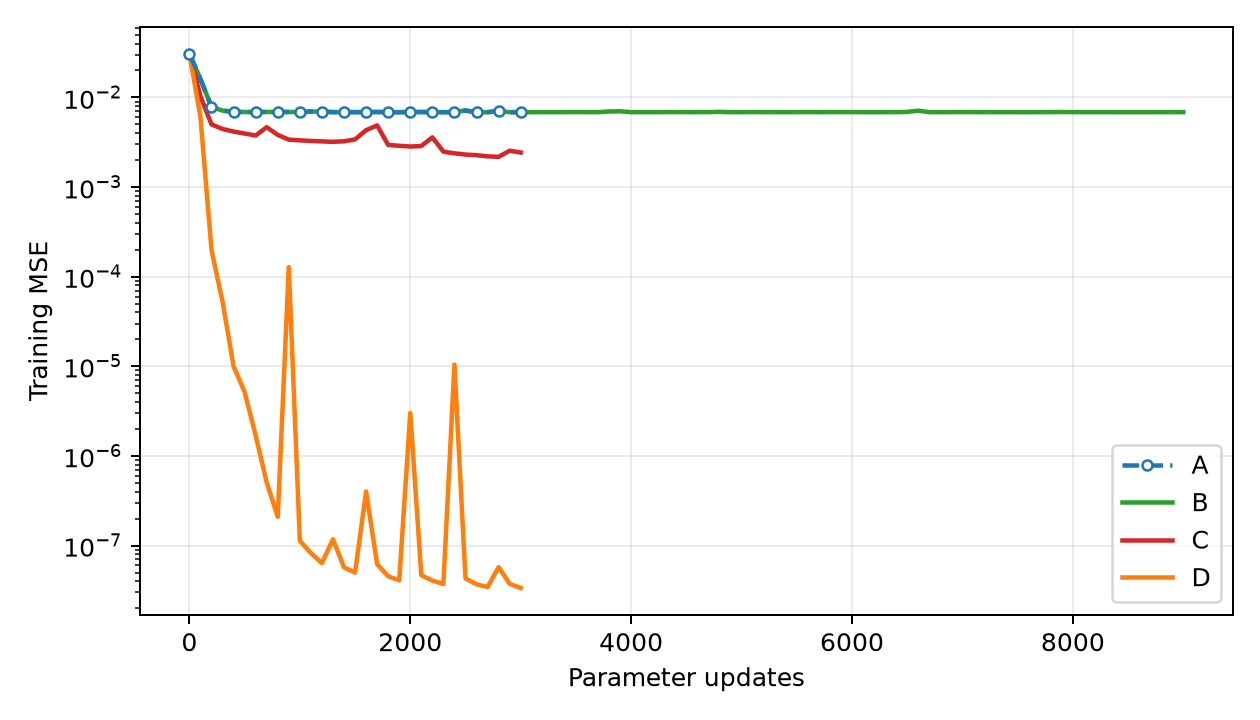 10⁻²
10⁻³
10⁻⁴
10⁻⁵
10⁻⁶
10⁻⁷
Training MSE
0 2000 4000 6000 8000
Parameter updates
A
B
C
D